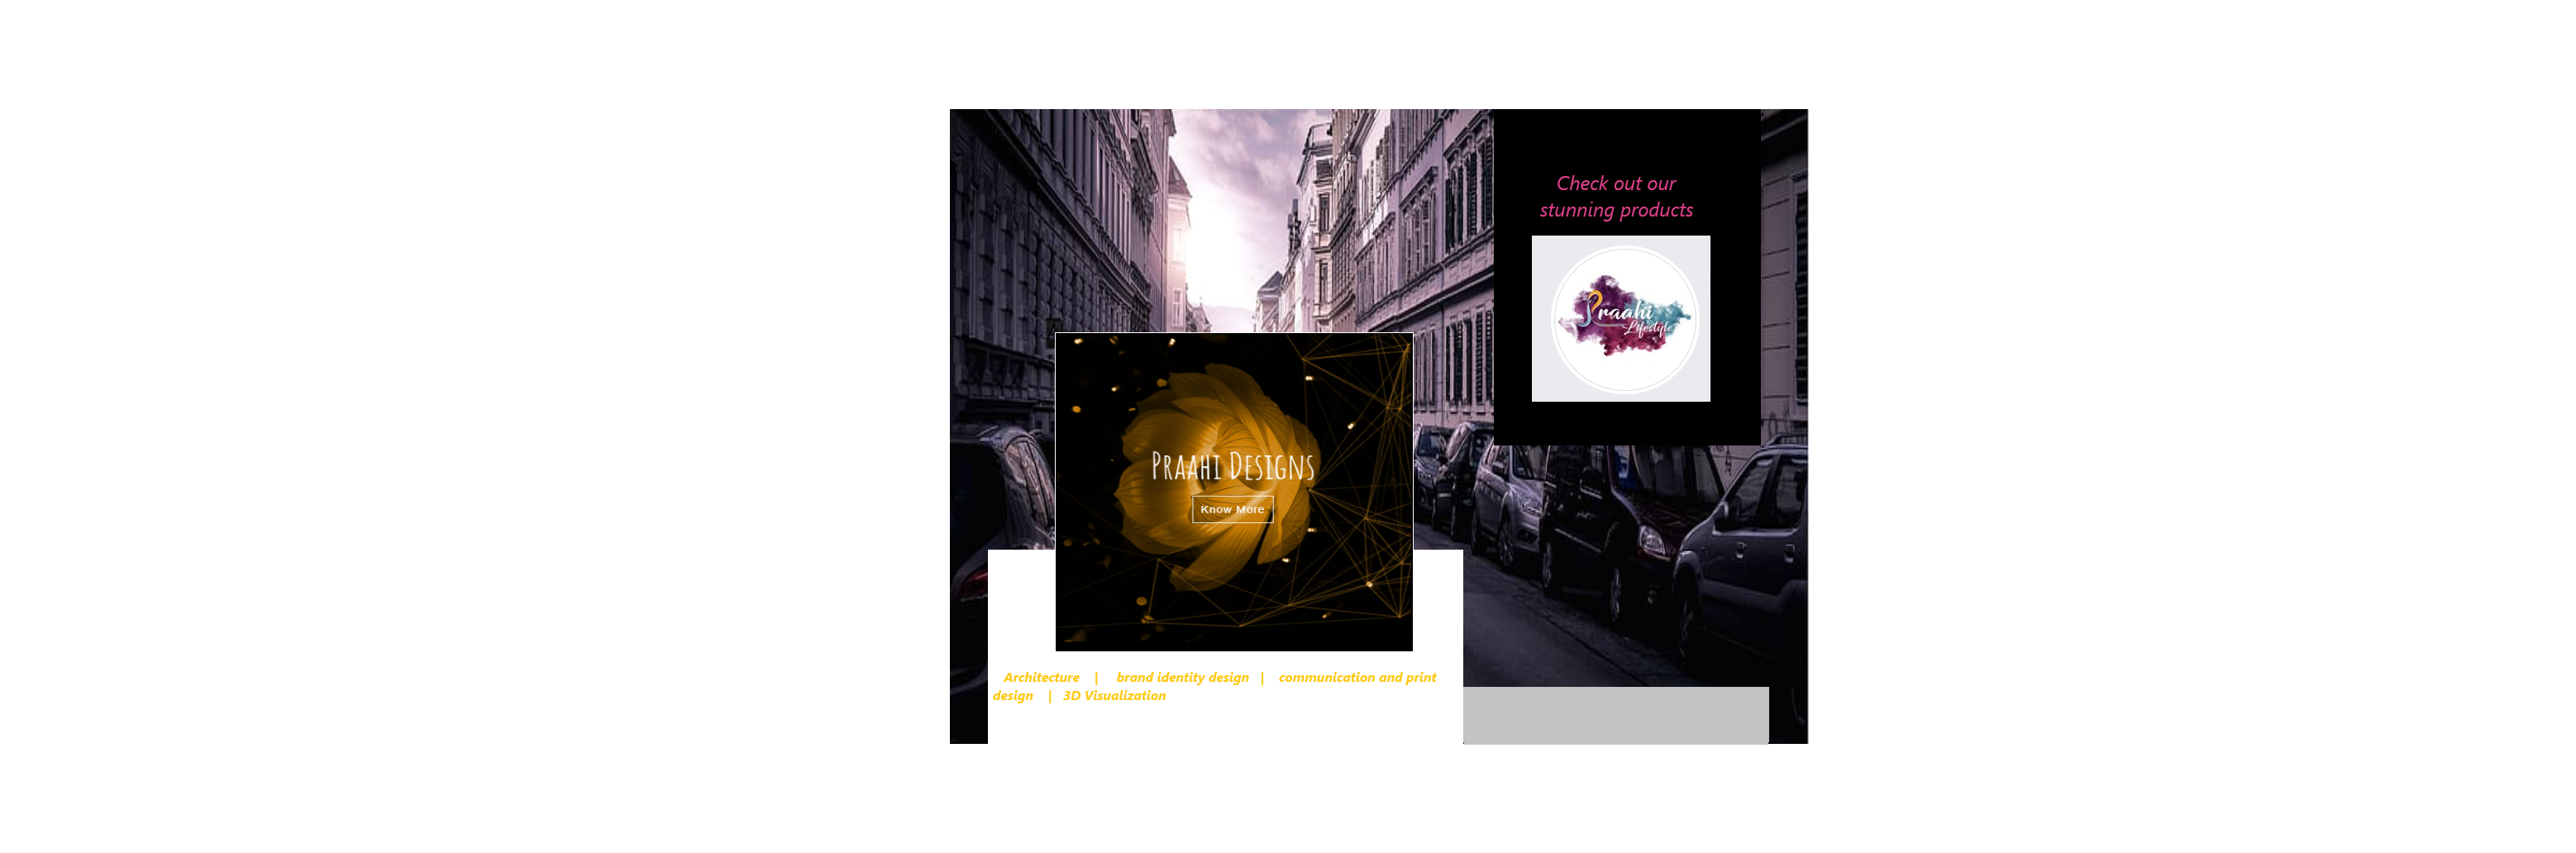 Check out our
stunning products
Praahi
Lifestyle
PRAAHI DESIGNS
Know More
Architecture | brand identity design | communication and print
design | 3D Visualization